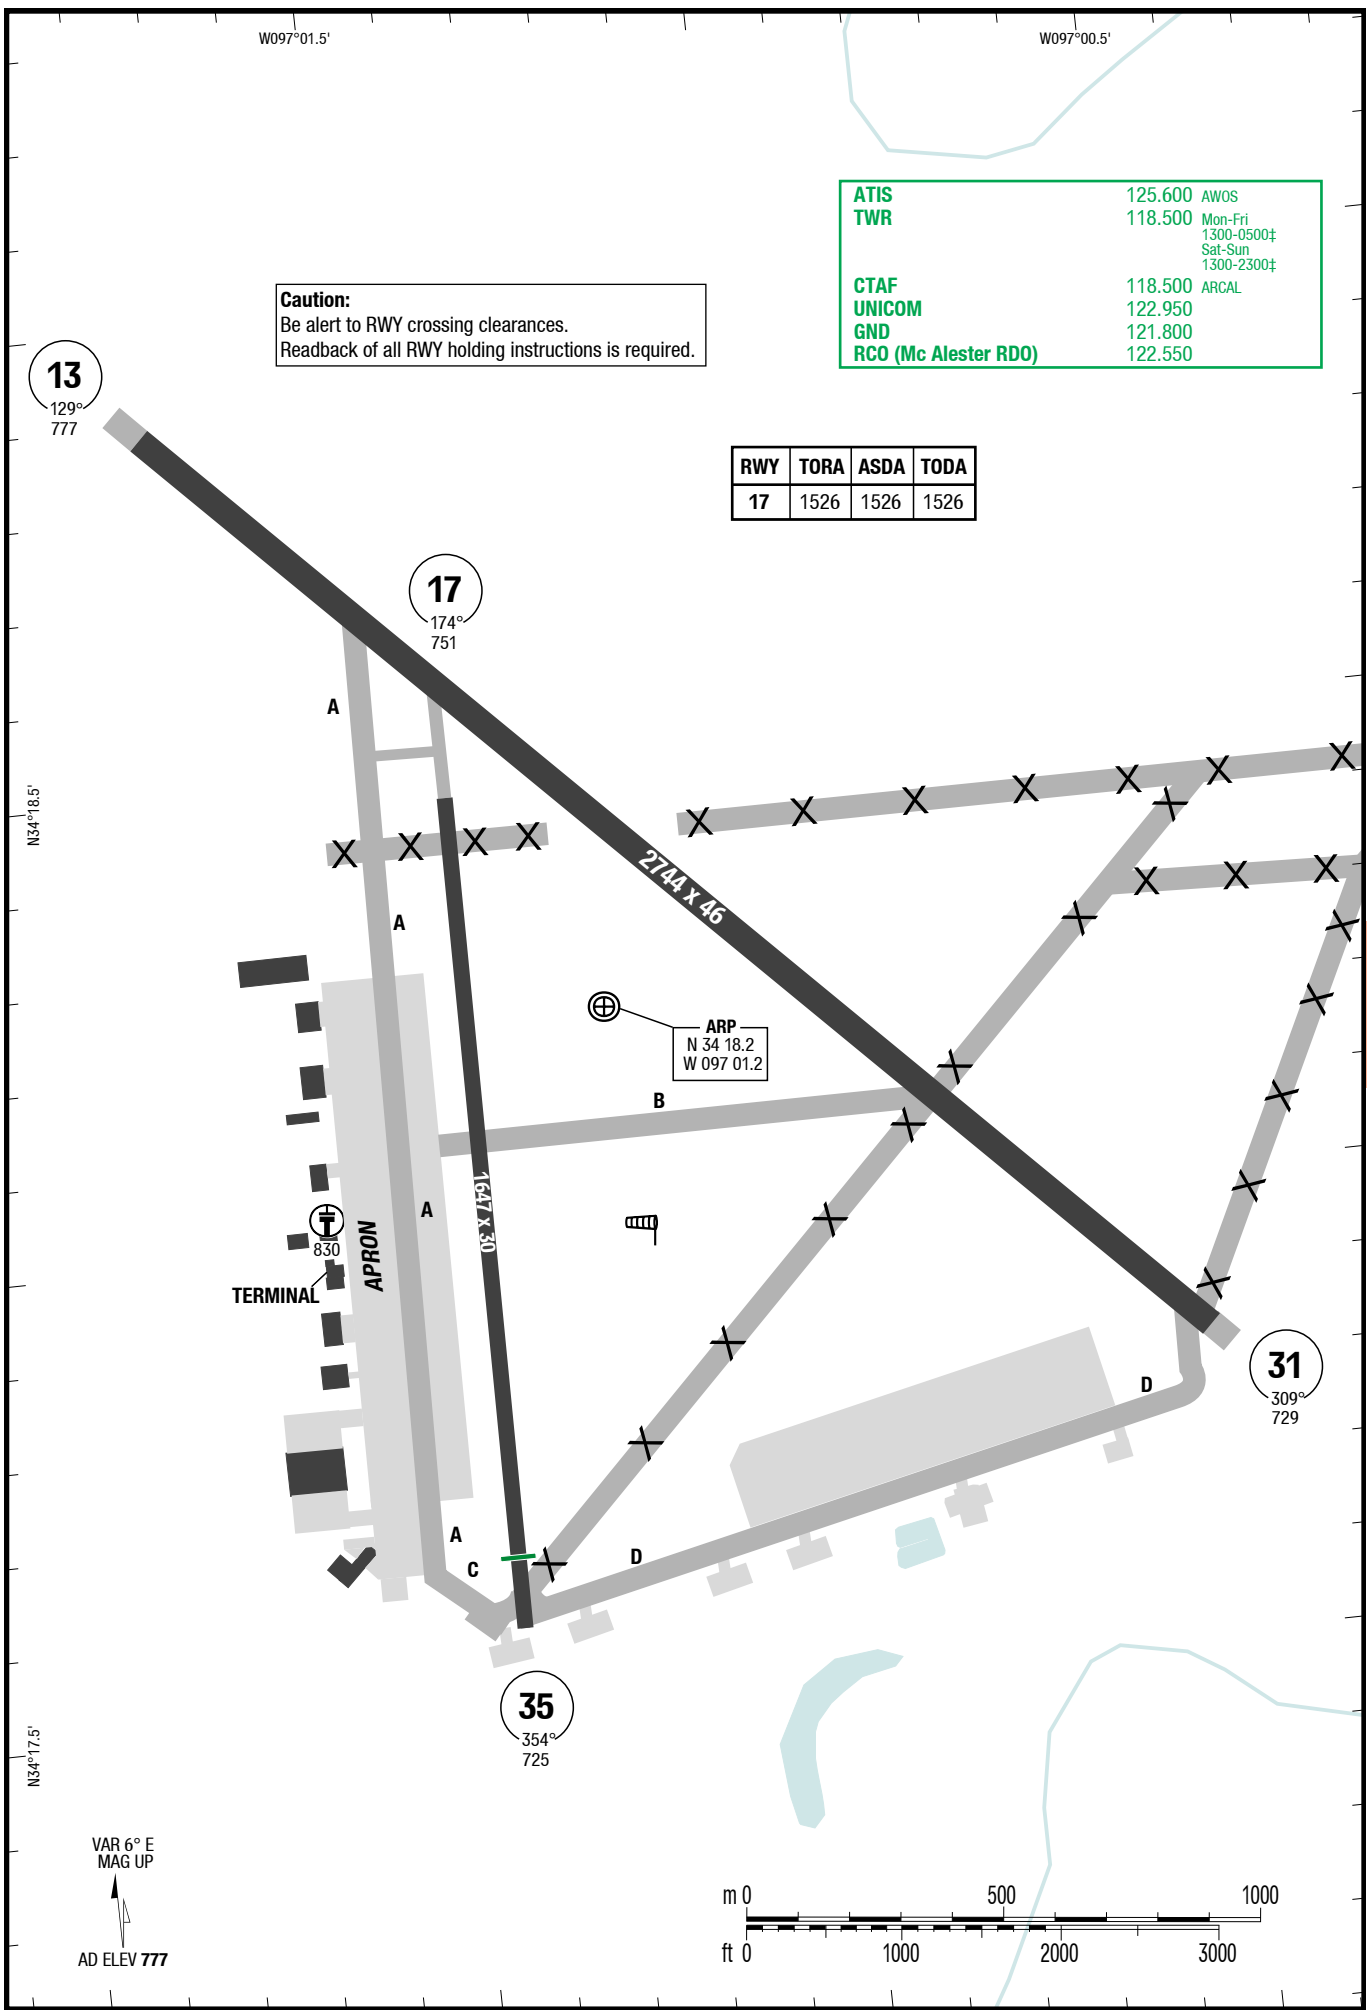 W097°01.5'
W097°00.5'
ATIS 125.600 AWOS
TWR 118.500 Mon-Fri
1300-0500‡
Sat-Sun
1300-2300‡
CTAF 118.500 ARCAL
UNICOM 122.950
GND 121.800
RCO (Mc Alester RDO) 122.550
Caution:
Be alert to RWY crossing clearances.
Readback of all RWY holding instructions is required.
13
129°
777
RWY TORA ASDA TODA
17 1526 1526 1526
17
174°
751
A
N34°18.5'
2744 x 46
A
ARP
N 34 18.2
W 097 01.2
B
1647 x 30
A
APRON
830
TERMINAL
31
309°
729
D
A
C
D
35
354°
725
N34°17.5'
VAR 6° E
MAG UP
AD ELEV 777
m 0 500 1000
ft 0 1000 2000 3000